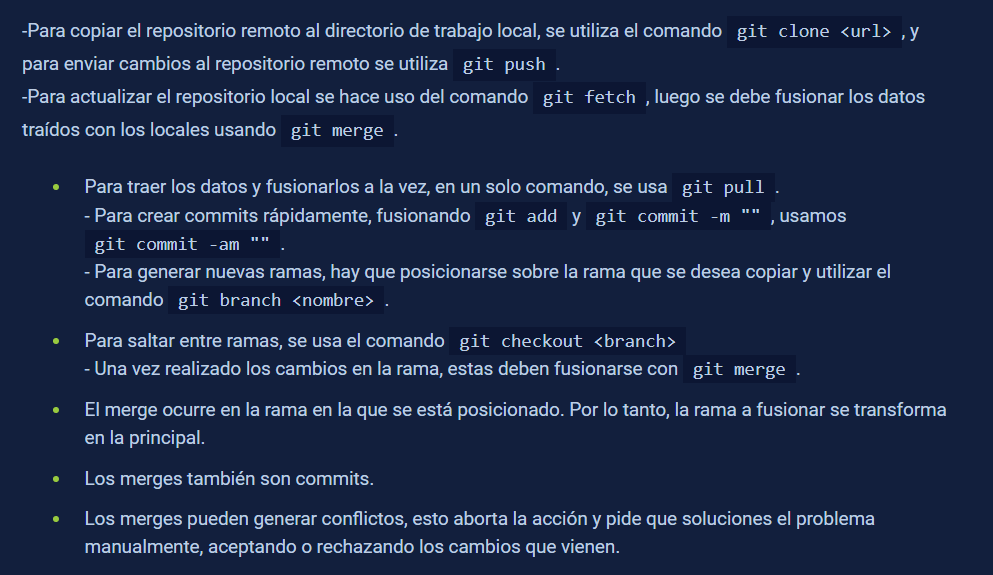 -Para copiar el repositorio remoto al directorio de trabajo local, se utiliza el comando git clone <url> , y
para enviar cambios al repositorio remoto se utiliza git push .
-Para actualizar el repositorio local se hace uso del comando git fetch , luego se debe fusionar los datos
traídos con los locales usando git merge .
• Para traer los datos y fusionarlos a la vez, en un solo comando, se usa git pull .
- Para crear commits rápidamente, fusionando git add y git commit -m "" , usamos
git commit -am "" .
- Para generar nuevas ramas, hay que posicionarse sobre la rama que se desea copiar y utilizar el
comando git branch <nombre> .
• Para saltar entre ramas, se usa el comando git checkout <branch>
- Una vez realizado los cambios en la rama, estas deben fusionarse con git merge .
• El merge ocurre en la rama en la que se está posicionado. Por lo tanto, la rama a fusionar se transforma
en la principal.
• Los merges también son commits.
• Los merges pueden generar conflictos, esto aborta la acción y pide que soluciones el problema
manualmente, aceptando o rechazando los cambios que vienen.